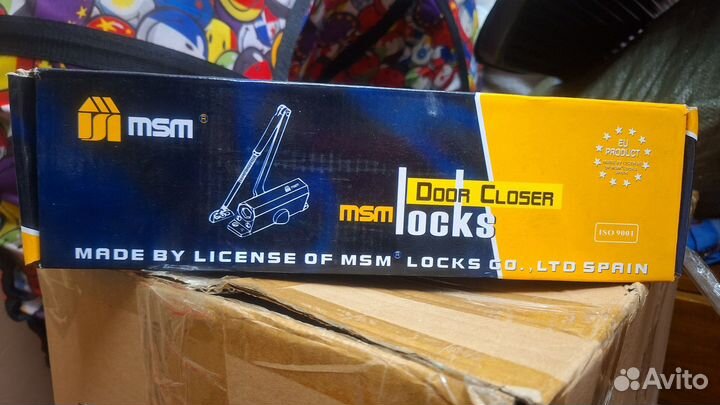 msm ®
DOOR CLOSER
msm locks
EU
PRODUCT
ISO 9001
MADE BY LICENSE OF MSM ® LOCKS CO., LTD SPAIN
Avito